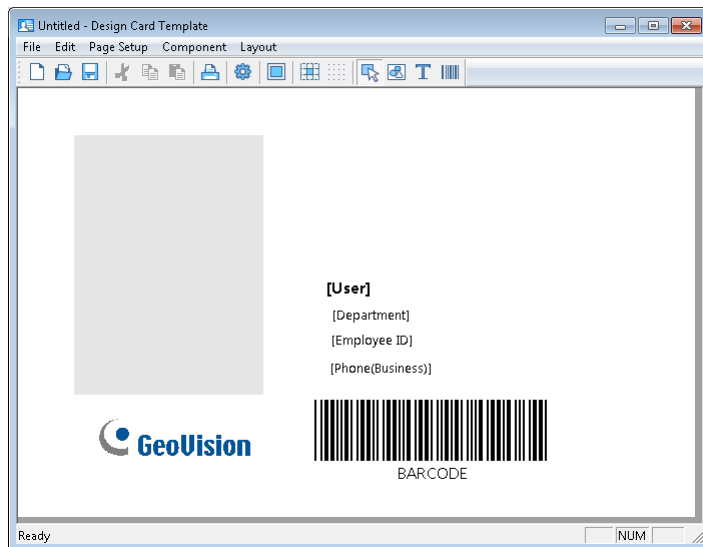 Untitled - Design Card Template
File Edit Page Setup Component Layout
[User]
[Department]
[Employee ID]
[Phone(Business)]
GeoVision
BARCODE
Ready
NUM